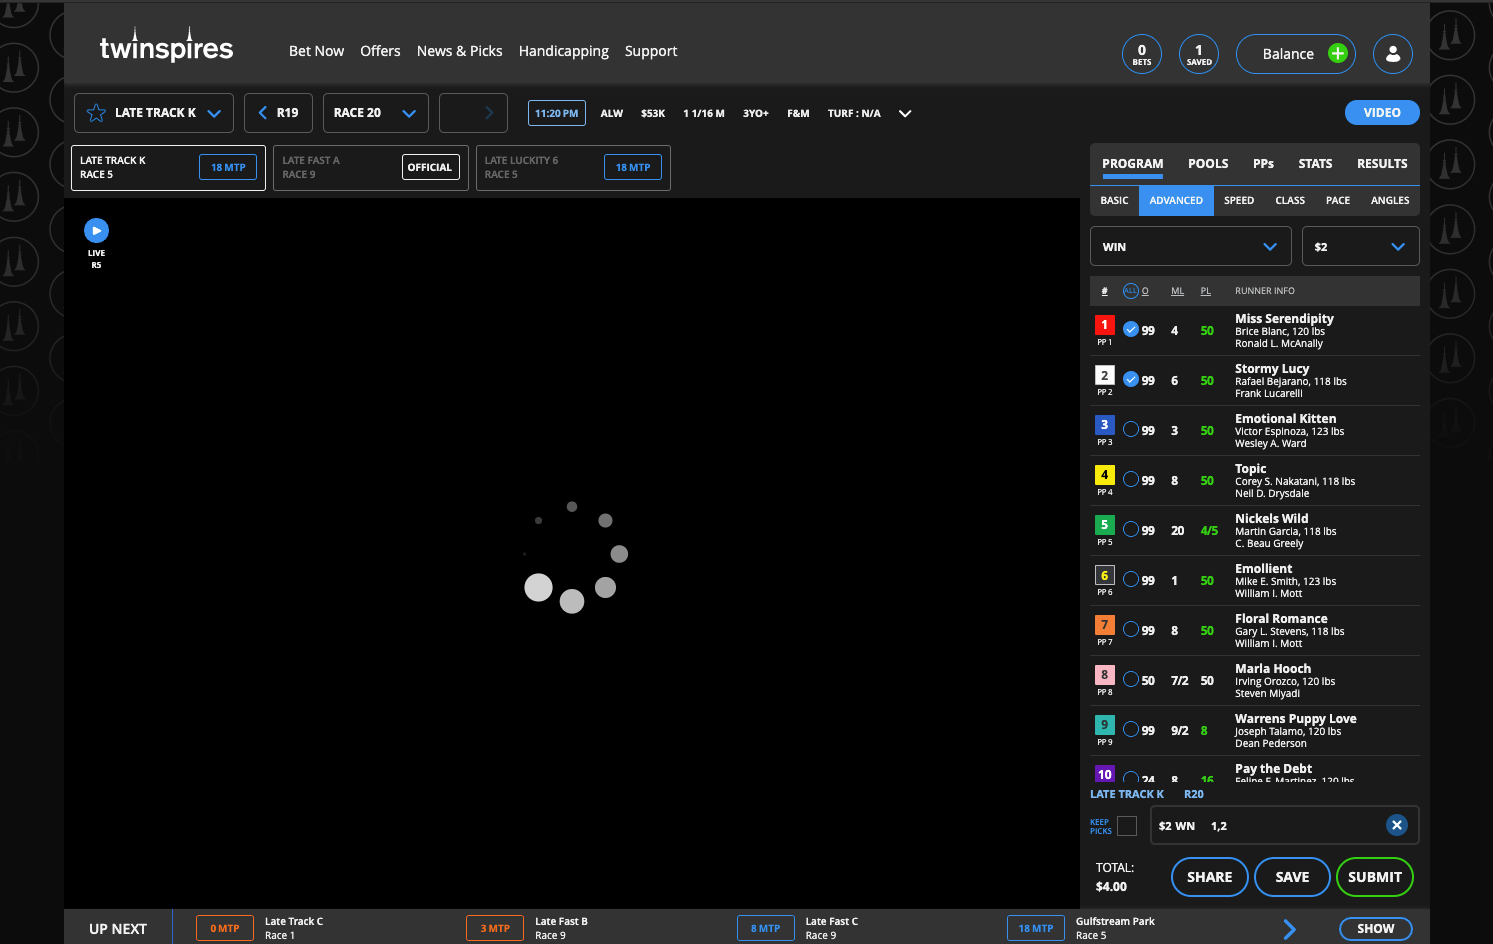 twinspires
Bet Now Offers News & Picks Handicapping Support
0 BETS
1 SAVED
Balance
LATE TRACK K
R19
RACE 20
11:20 PM ALW $53K 1 1/16 M 3YO+ F&M TURF : N/A
VIDEO
LATE TRACK K
RACE 5
18 MTP
LATE FAST A
RACE 9
OFFICIAL
LATE LUCKITY 6
RACE 5
18 MTP
LIVE
R5
PROGRAM POOLS PPs STATS RESULTS
BASIC ADVANCED SPEED CLASS PACE ANGLES
WIN
$2
# ALL O ML PL RUNNER INFO
1 99 4 50 Miss Serendipity
Brice Blanc, 120 lbs
PP 1 Ronald L. McAnally
2 99 6 50 Stormy Lucy
Rafael Bejarano, 118 lbs
PP 2 Frank Lucarelli
3 99 3 50 Emotional Kitten
Victor Espinoza, 123 lbs
PP 3 Wesley A. Ward
4 99 8 50 Topic
Corey S. Nakatani, 118 lbs
PP 4 Neil D. Drysdale
5 99 20 4/5 Nickels Wild
Martin Garcia, 118 lbs
PP 5 C. Beau Greely
6 99 1 50 Emollient
Mike E. Smith, 123 lbs
PP 6 William I. Mott
7 99 8 50 Floral Romance
Gary L. Stevens, 118 lbs
PP 7 William I. Mott
8 50 7/2 50 Marla Hooch
Irving Orozco, 120 lbs
PP 8 Steven Miyadi
9 99 9/2 8 Warrens Puppy Love
Joseph Talamo, 120 lbs
PP 9 Dean Pederson
10 24 8 16 Pay the Debt
Felipe F. Martinez, 120 lbs
LATE TRACK K R20
KEEP PICKS
$2 WN 1,2
TOTAL:
$4.00
SHARE SAVE SUBMIT
UP NEXT
0 MTP
Late Track C
Race 1
3 MTP
Late Fast B
Race 9
8 MTP
Late Fast C
Race 9
18 MTP
Gulfstream Park
Race 5
SHOW